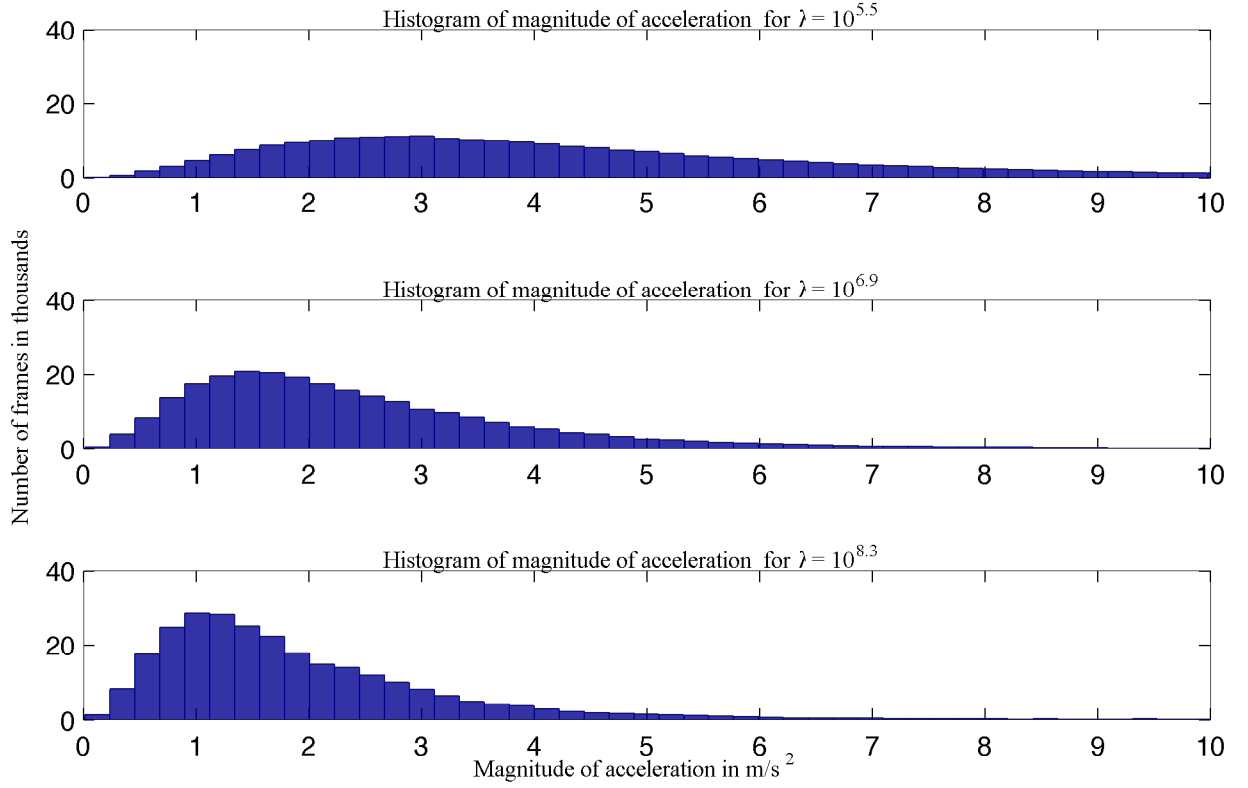 Histogram of magnitude of acceleration for λ = 10^5.5
40
20
0
0 1 2 3 4 5 6 7 8 9 10
Number of frames in thousands
Histogram of magnitude of acceleration for λ = 10^6.9
40
20
0
0 1 2 3 4 5 6 7 8 9 10
Histogram of magnitude of acceleration for λ = 10^8.3
40
20
0
0 1 2 3 4 5 6 7 8 9 10
Magnitude of acceleration in m/s ^2